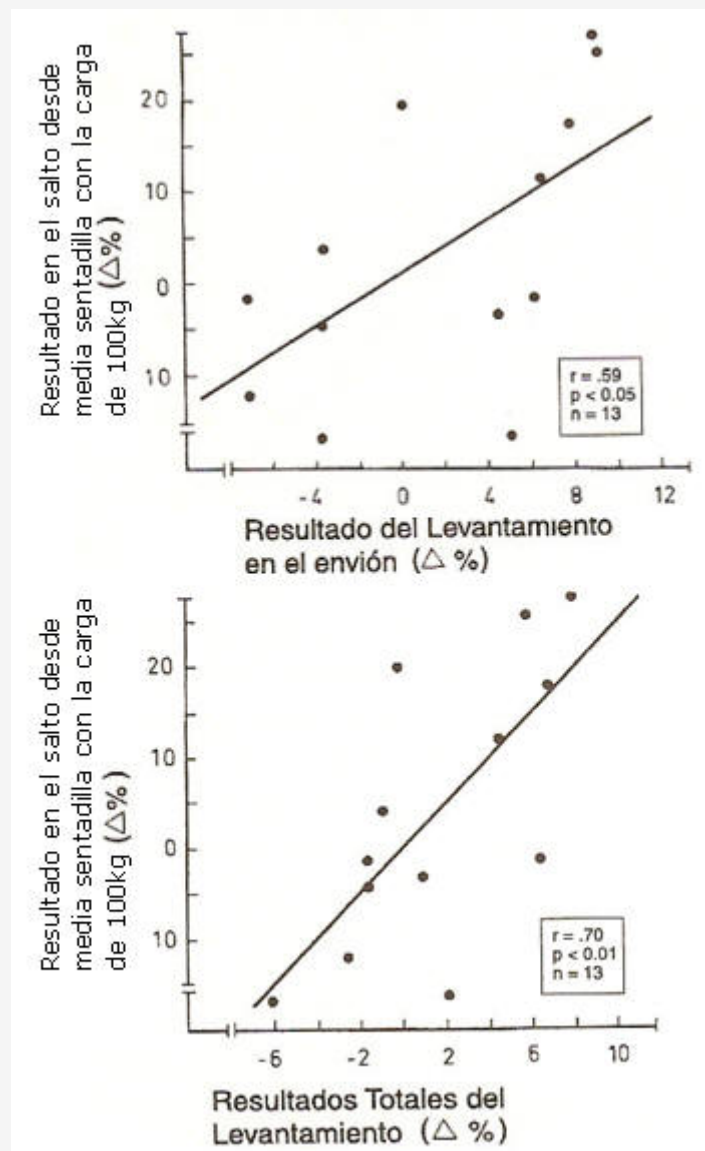 Resultado en el salto desde
media sentadilla con la carga
de 100kg (△%)
20
10
0
10
r = .59
p < 0.05
n = 13
-4 0 4 8 12
Resultado del Levantamiento
en el envión (△ %)
Resultado en el salto desde
media sentadilla con la carga
de 100kg (△%)
20
10
0
10
r = .70
p < 0.01
n = 13
-6 -2 2 6 10
Resultados Totales del
Levantamiento (△ %)